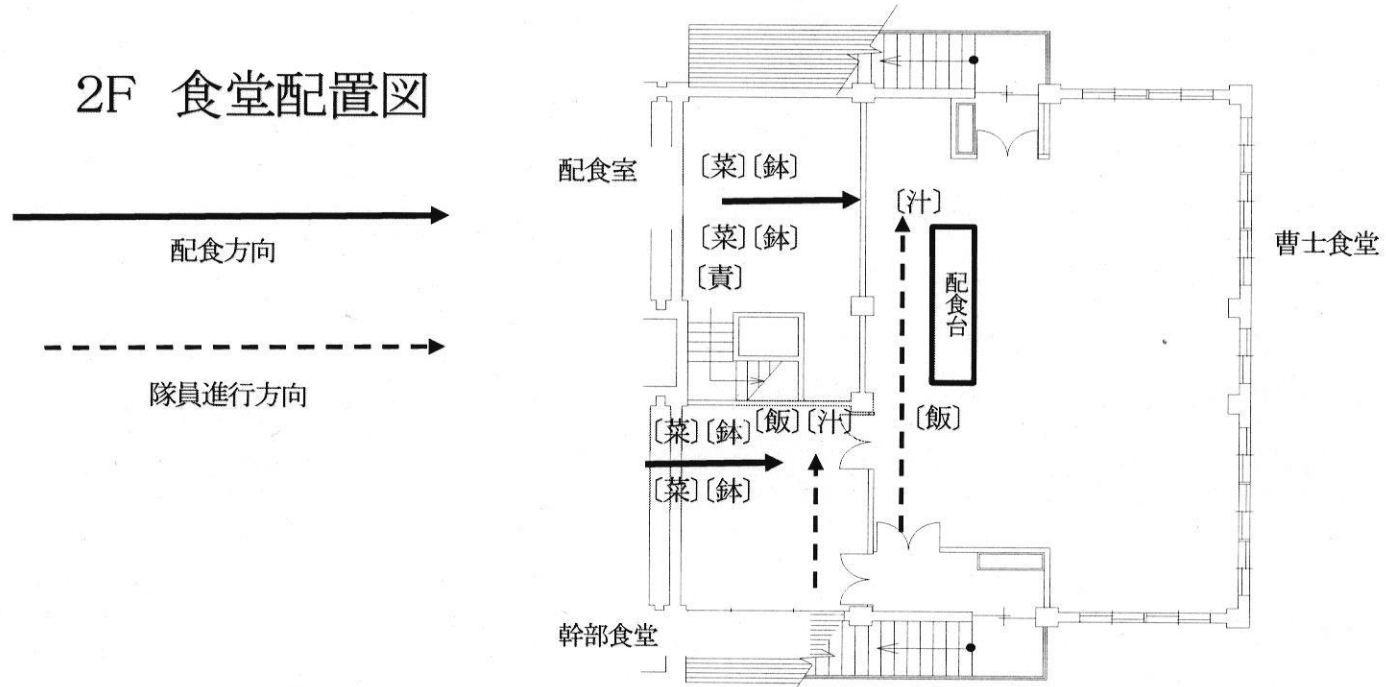 2F 食堂配置図
配食方向
隊員進行方向
配食室
〔菜〕〔鉢〕
〔菜〕〔鉢〕
〔責〕
〔汁〕
配食台
曹士食堂
〔飯〕〔汁〕
〔飯〕
〔菜〕〔鉢〕
〔菜〕〔鉢〕
幹部食堂